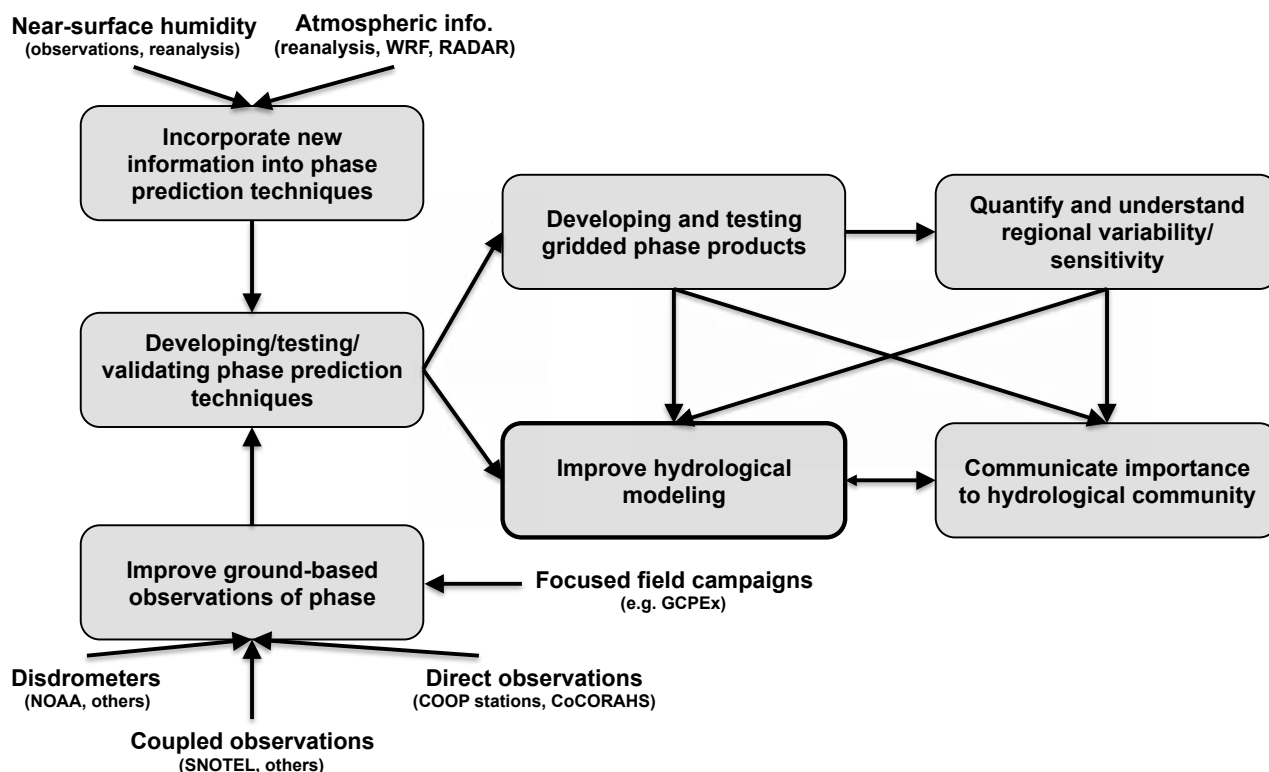 Near-surface humidity
(observations, reanalysis)
Atmospheric info.
(reanalysis, WRF, RADAR)
Incorporate new
information into phase
prediction techniques
Developing and testing
gridded phase products
Quantify and understand
regional variability/
sensitivity
Developing/testing/
validating phase prediction
techniques
Improve hydrological
modeling
Communicate importance
to hydrological community
Improve ground-based
observations of phase
Focused field campaigns
(e.g. GCPEx)
Disdrometers
(NOAA, others)
Direct observations
(COOP stations, CoCORAHS)
Coupled observations
(SNOTEL, others)